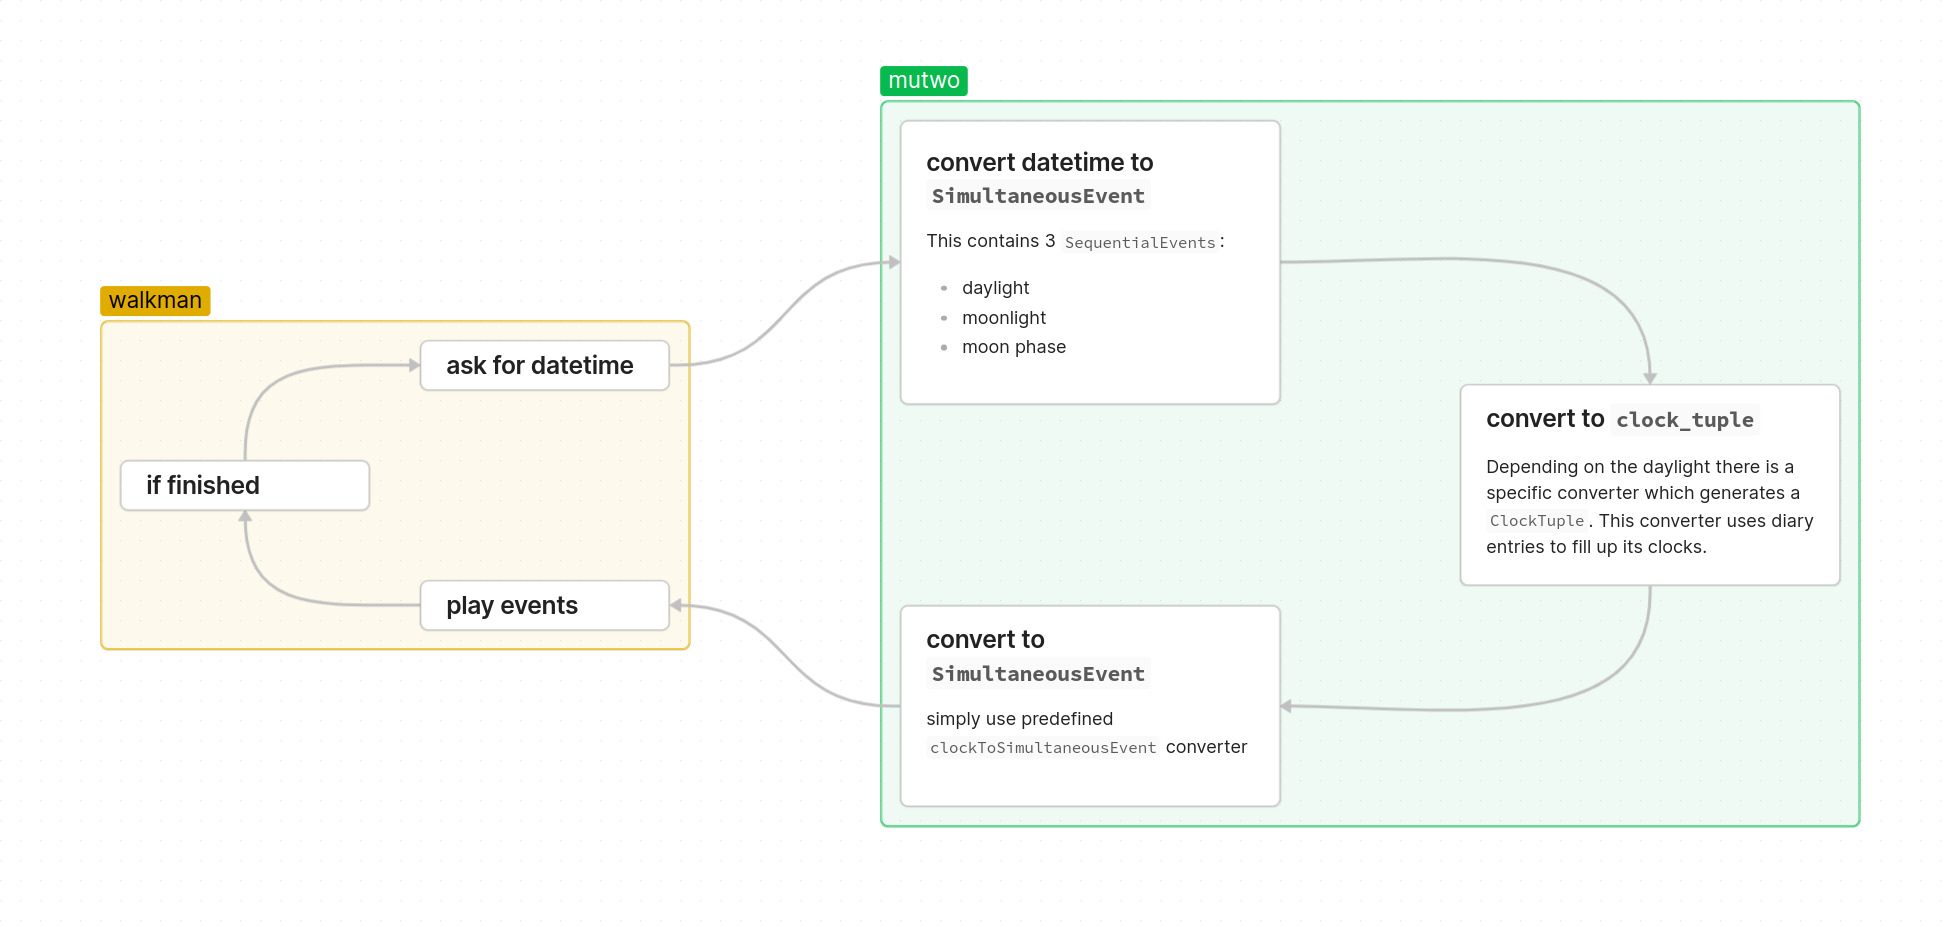 mutwo
convert datetime to
SimultaneousEvent
This contains 3 SequentialEvents:
• daylight
• moonlight
• moon phase
walkman
ask for datetime
if finished
play events
convert to clock_tuple
Depending on the daylight there is a
specific converter which generates a
ClockTuple. This converter uses diary
entries to fill up its clocks.
convert to
SimultaneousEvent
simply use predefined
clockToSimultaneousEvent converter